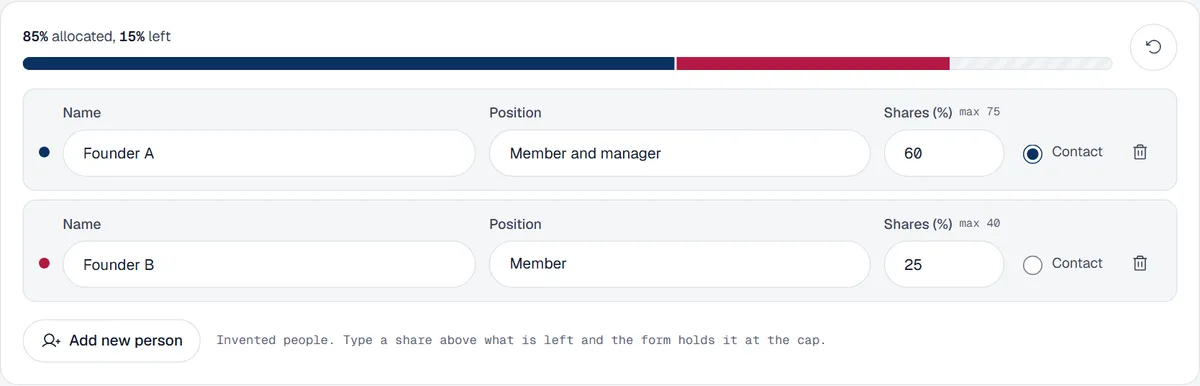 85% allocated, 15% left
Name Position Shares (%) max 75
Founder A Member and manager 60 Contact
Name Position Shares (%) max 40
Founder B Member 25 Contact
Add new person Invented people. Type a share above what is left and the form holds it at the cap.